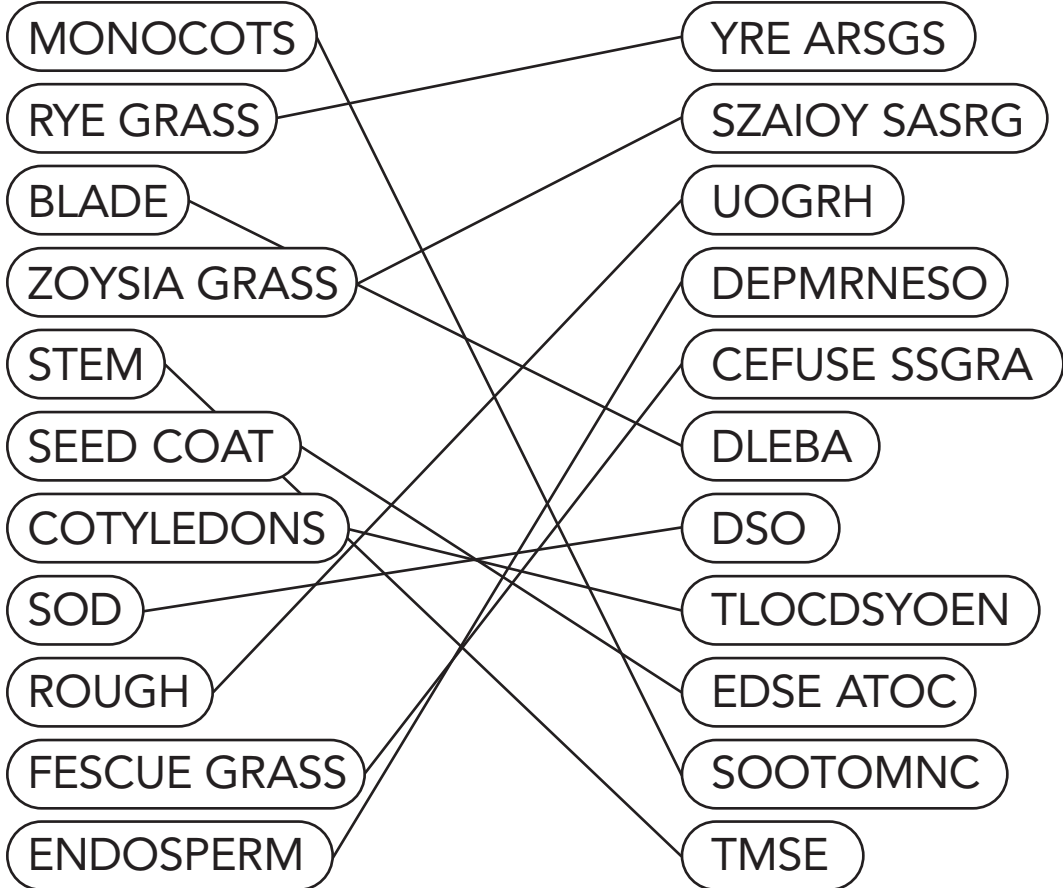 MONOCOTS
RYE GRASS
BLADE
ZOYSIA GRASS
STEM
SEED COAT
COTYLEDONS
SOD
ROUGH
FESCUE GRASS
ENDOSPERM
YRE ARSGS
SZAIOY SASRG
UOGRH
DEPMRNESO
CEFUSE SSGRA
DLEBA
DSO
TLOCDSYOEN
EDSE ATOC
SOOTOMNC
TMSE